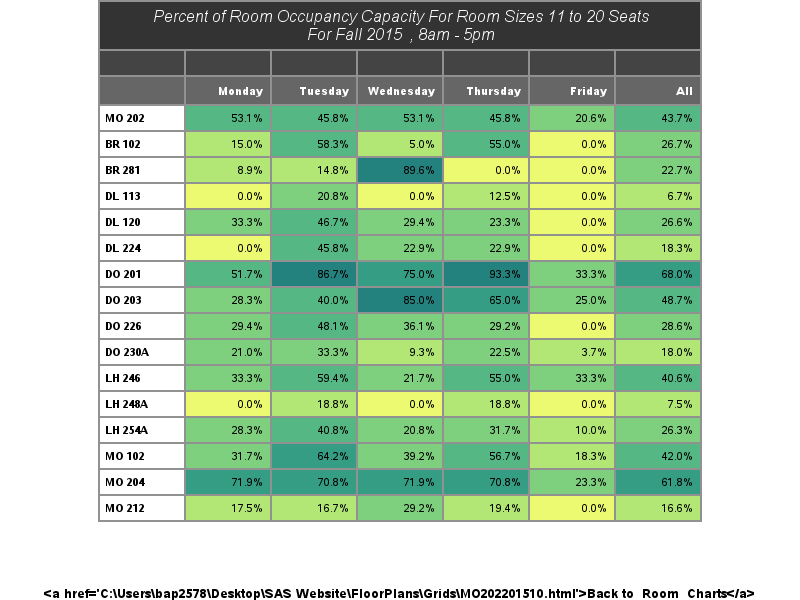 Percent of Room Occupancy Capacity For Room Sizes 11 to 20 Seats
For Fall 2015 , 8am - 5pm
Monday Tuesday Wednesday Thursday Friday All
MO 202 53.1% 45.8% 53.1% 45.8% 20.6% 43.7%
BR 102 15.0% 58.3% 5.0% 55.0% 0.0% 26.7%
BR 281 8.9% 14.8% 89.6% 0.0% 0.0% 22.7%
DL 113 0.0% 20.8% 0.0% 12.5% 0.0% 6.7%
DL 120 33.3% 46.7% 29.4% 23.3% 0.0% 26.6%
DL 224 0.0% 45.8% 22.9% 22.9% 0.0% 18.3%
DO 201 51.7% 86.7% 75.0% 93.3% 33.3% 68.0%
DO 203 28.3% 40.0% 85.0% 65.0% 25.0% 48.7%
DO 226 29.4% 48.1% 36.1% 29.2% 0.0% 28.6%
DO 230A 21.0% 33.3% 9.3% 22.5% 3.7% 18.0%
LH 246 33.3% 59.4% 21.7% 55.0% 33.3% 40.6%
LH 248A 0.0% 18.8% 0.0% 18.8% 0.0% 7.5%
LH 254A 28.3% 40.8% 20.8% 31.7% 10.0% 26.3%
MO 102 31.7% 64.2% 39.2% 56.7% 18.3% 42.0%
MO 204 71.9% 70.8% 71.9% 70.8% 23.3% 61.8%
MO 212 17.5% 16.7% 29.2% 19.4% 0.0% 16.6%
<a href='C:\Users\bap2578\Desktop\SAS Website\FloorPlans\Grids\MO202201510.html'>Back to Room Charts</a>